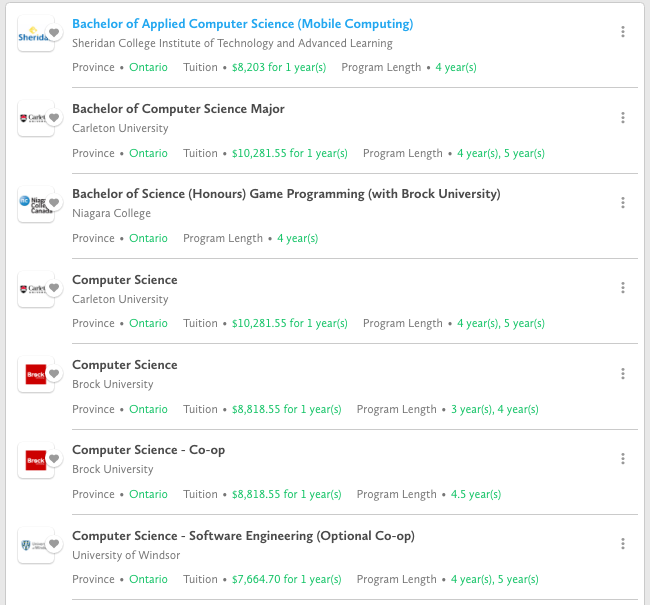 Sherida
Bachelor of Applied Computer Science (Mobile Computing)
Sheridan College Institute of Technology and Advanced Learning
Province • Ontario Tuition • $8,203 for 1 year(s) Program Length • 4 year(s)
Bachelor of Computer Science Major
Carleton University
Province • Ontario Tuition • $10,281.55 for 1 year(s) Program Length • 4 year(s), 5 year(s)
nc Niag
Colle
Canada
Bachelor of Science (Honours) Game Programming (with Brock University)
Niagara College
Province • Ontario Program Length • 4 year(s)
Computer Science
Carleton University
Province • Ontario Tuition • $10,281.55 for 1 year(s) Program Length • 4 year(s), 5 year(s)
Brock
Computer Science
Brock University
Province • Ontario Tuition • $8,818.55 for 1 year(s) Program Length • 3 year(s), 4 year(s)
Brock
Computer Science - Co-op
Brock University
Province • Ontario Tuition • $8,818.55 for 1 year(s) Program Length • 4.5 year(s)
Computer Science - Software Engineering (Optional Co-op)
University of Windsor
Province • Ontario Tuition • $7,664.70 for 1 year(s) Program Length • 4 year(s), 5 year(s)